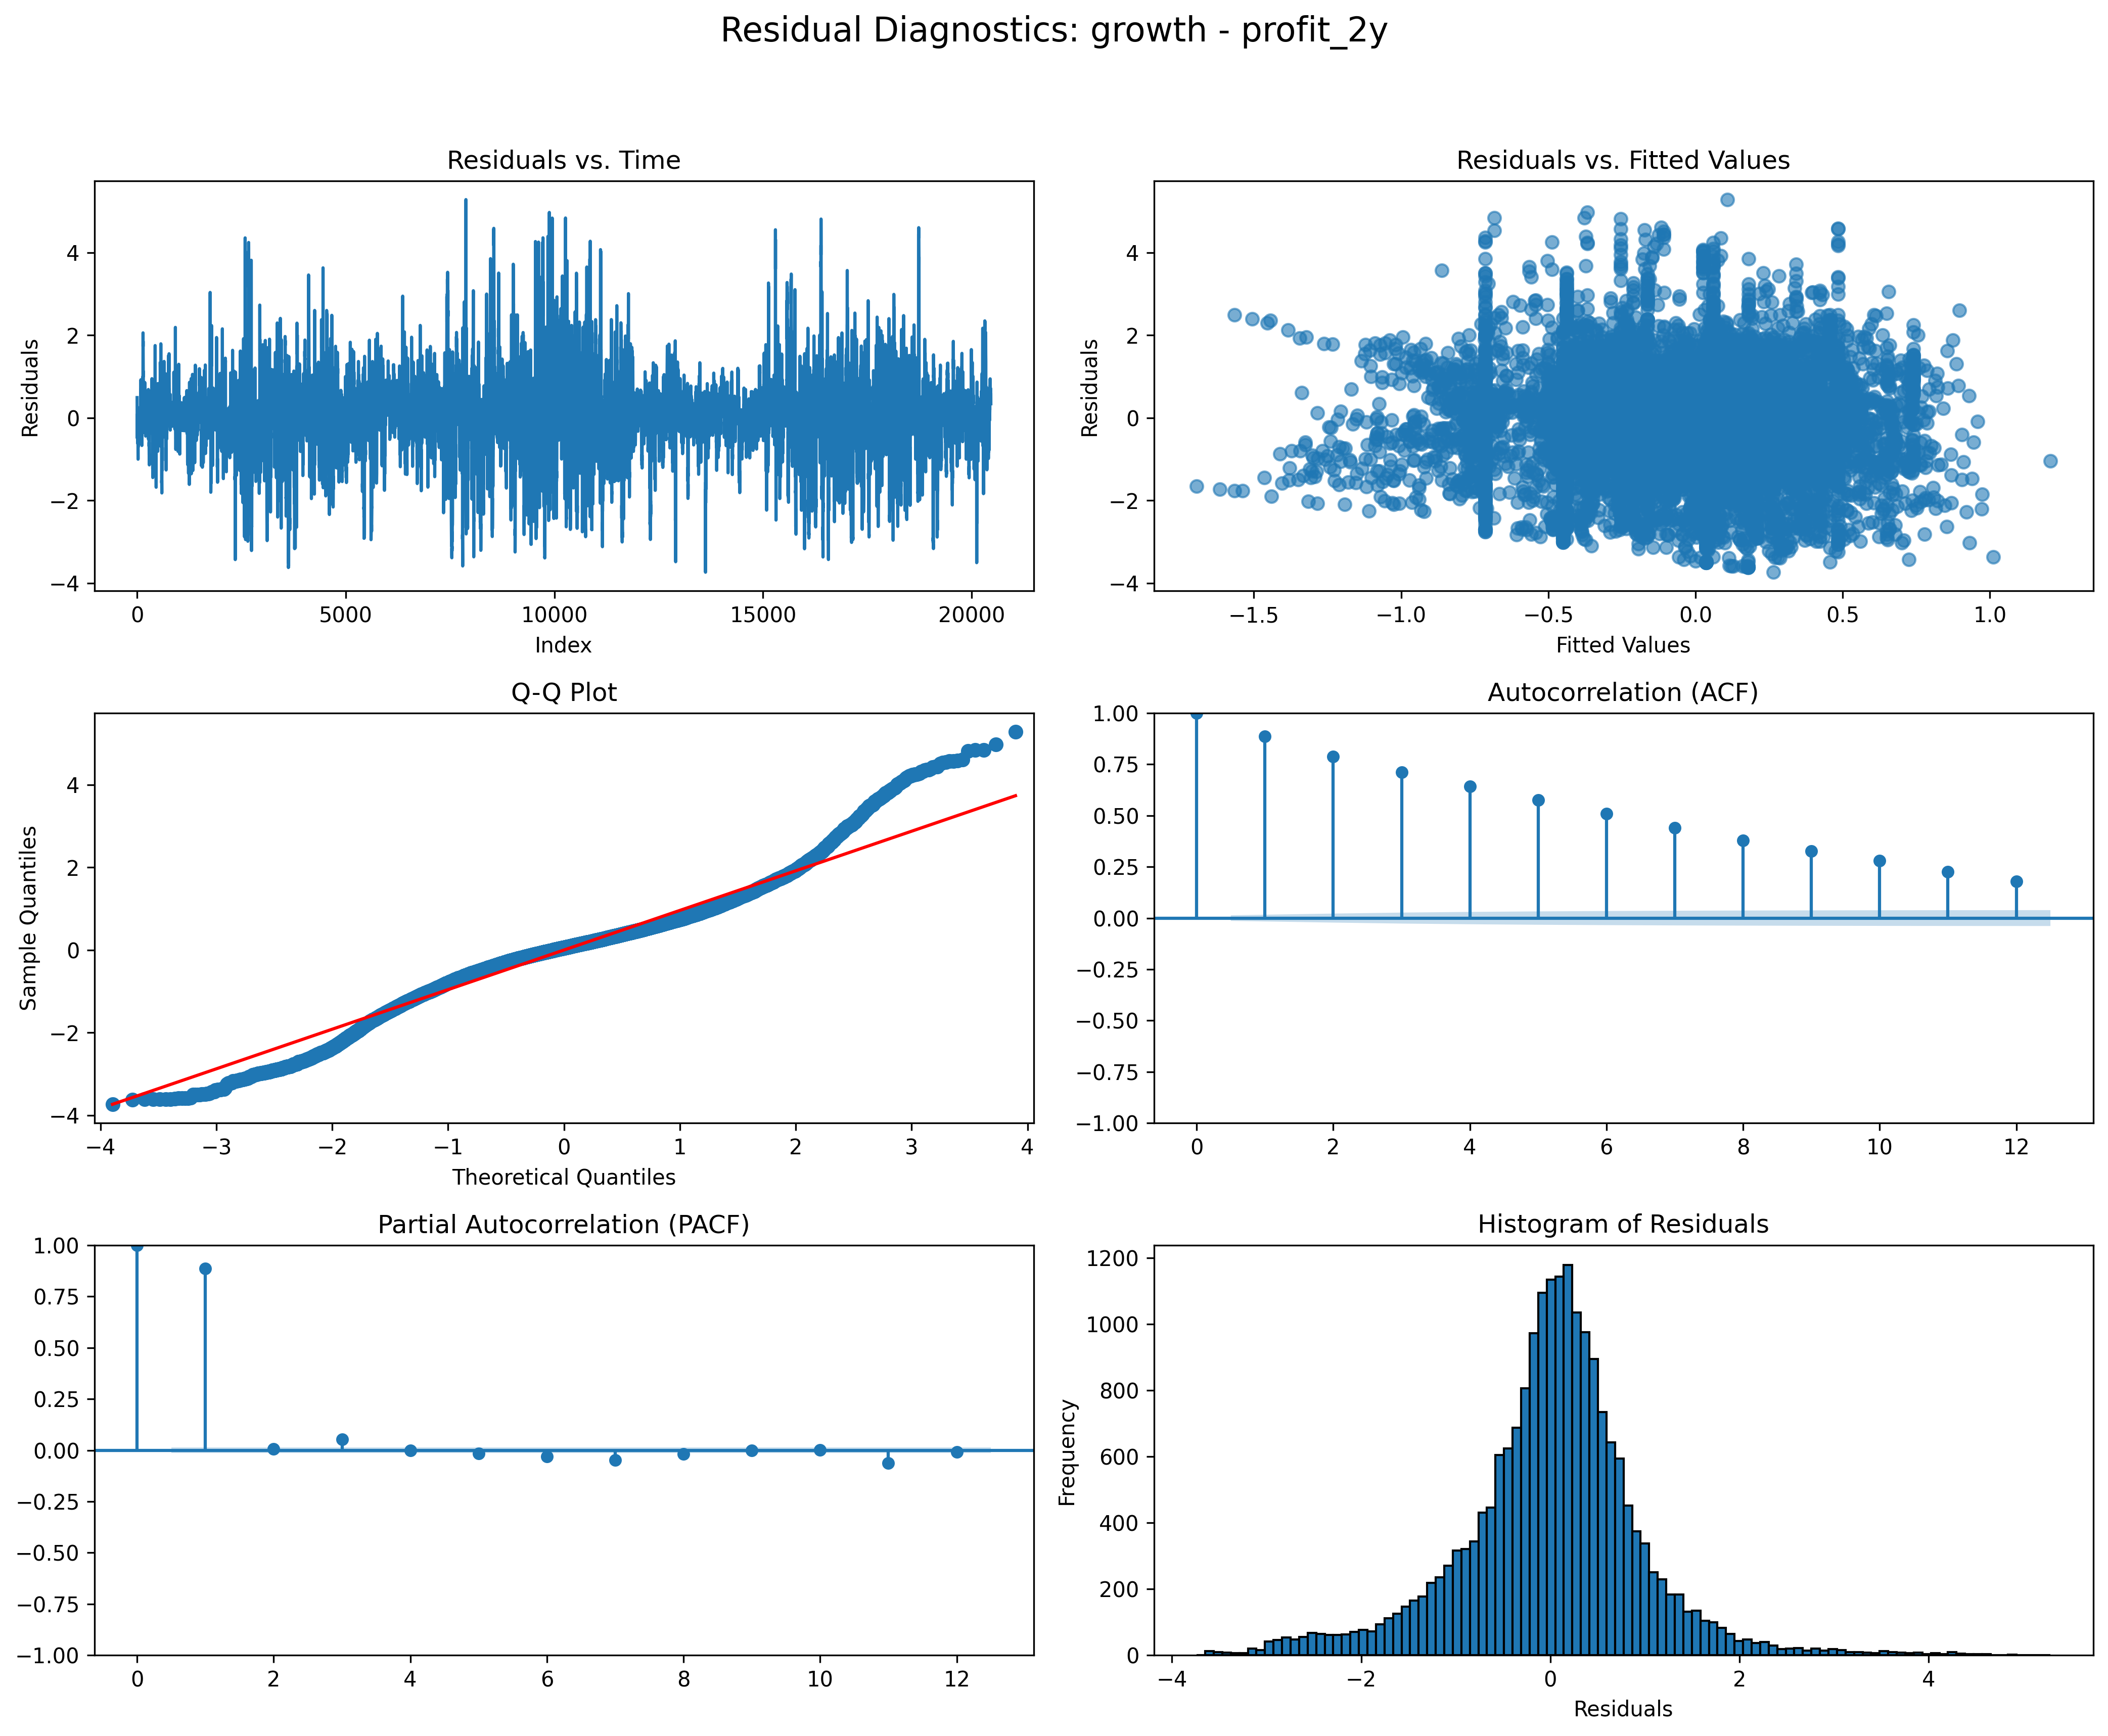 Residual Diagnostics: growth - profit_2y
Residuals vs. Time
Residuals
4
2
0
−2
−4
0 5000 10000 15000 20000
Index
Residuals vs. Fitted Values
Residuals
4
2
0
−2
−4
−1.5 −1.0 −0.5 0.0 0.5 1.0
Fitted Values
Q-Q Plot
Sample Quantiles
4
2
0
−2
−4
−4 −3 −2 −1 0 1 2 3 4
Theoretical Quantiles
Autocorrelation (ACF)
1.00
0.75
0.50
0.25
0.00
−0.25
−0.50
−0.75
−1.00
0 2 4 6 8 10 12
Partial Autocorrelation (PACF)
1.00
0.75
0.50
0.25
0.00
−0.25
−0.50
−0.75
−1.00
0 2 4 6 8 10 12
Histogram of Residuals
Frequency
1200
1000
800
600
400
200
0
−4 −2 0 2 4
Residuals